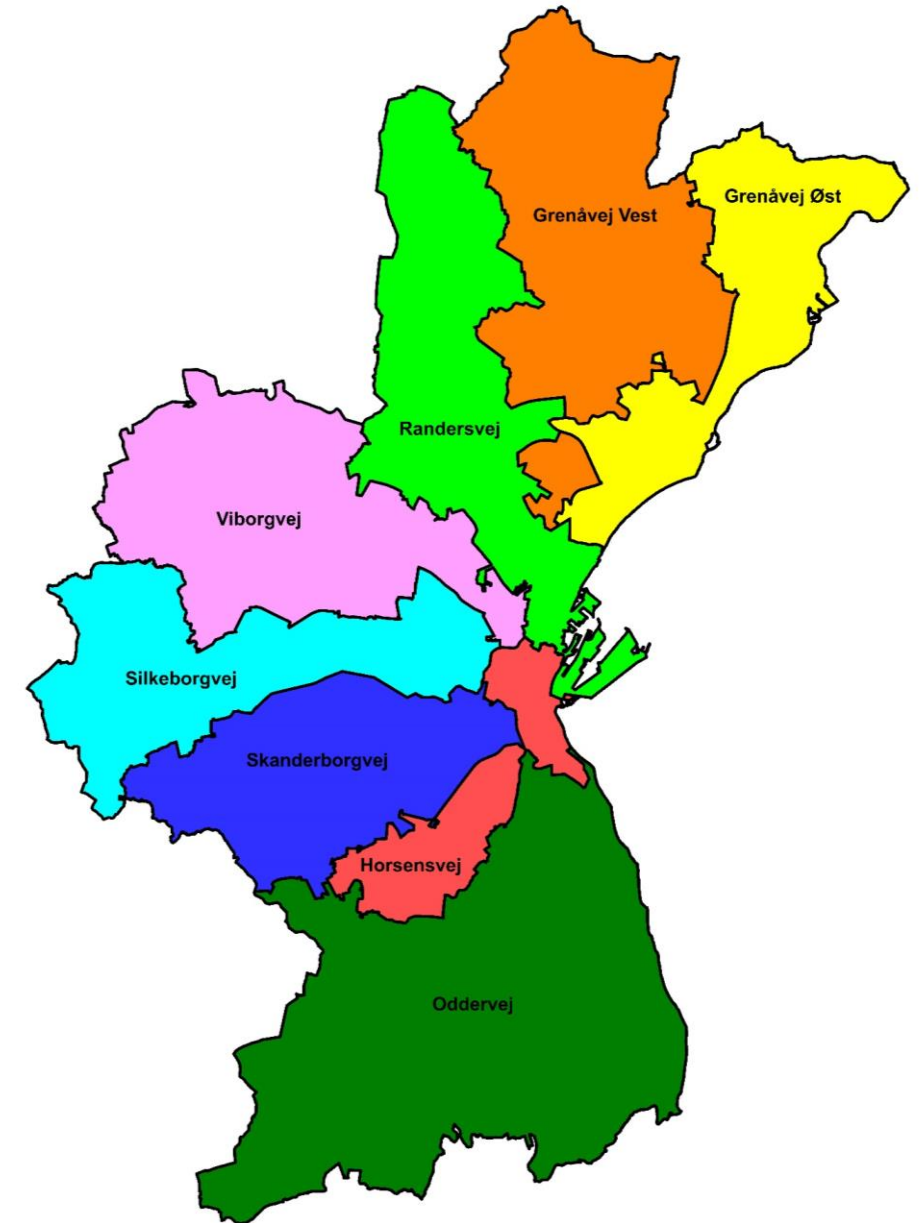 Grenåvej Øst
Grenåvej Vest
Randersvej
Viborgvej
Silkeborgvej
Skanderborgvej
Horsensvej
Oddervej